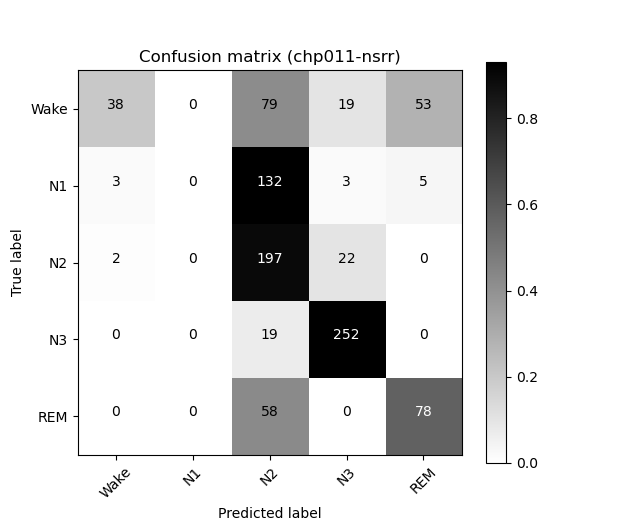 Confusion matrix (chp011-nsrr)
Wake 38 0 79 19 53
N1 3 0 132 3 5
N2 2 0 197 22 0
N3 0 0 19 252 0
REM 0 0 58 0 78
Wake N1 N2 N3 REM
True label
Predicted label
0.8
0.6
0.4
0.2
0.0